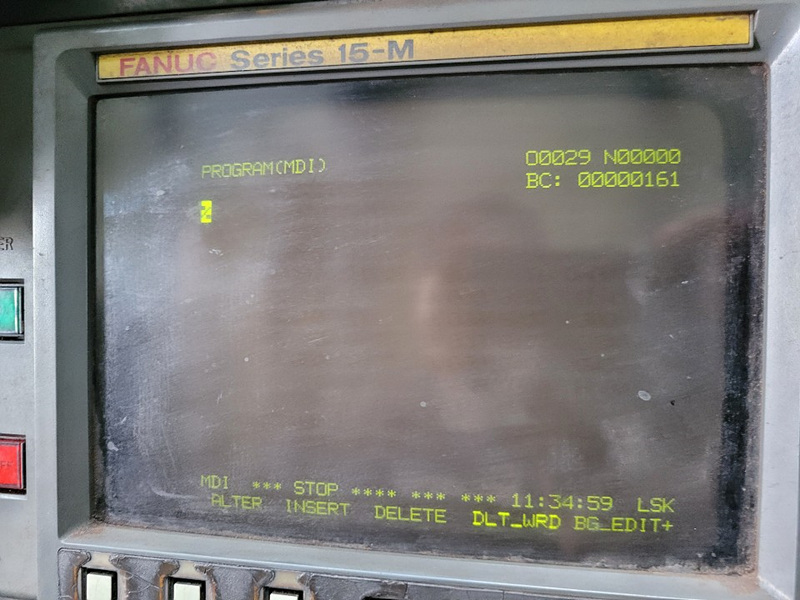 FANUC Series 15-M
PROGRAM(MDI)
O0029 N00000
BC: 00000161
ER
MDI *** STOP **** *** *** 11:34:59 LSK
ALTER INSERT DELETE DLT_WRD BG_EDIT+